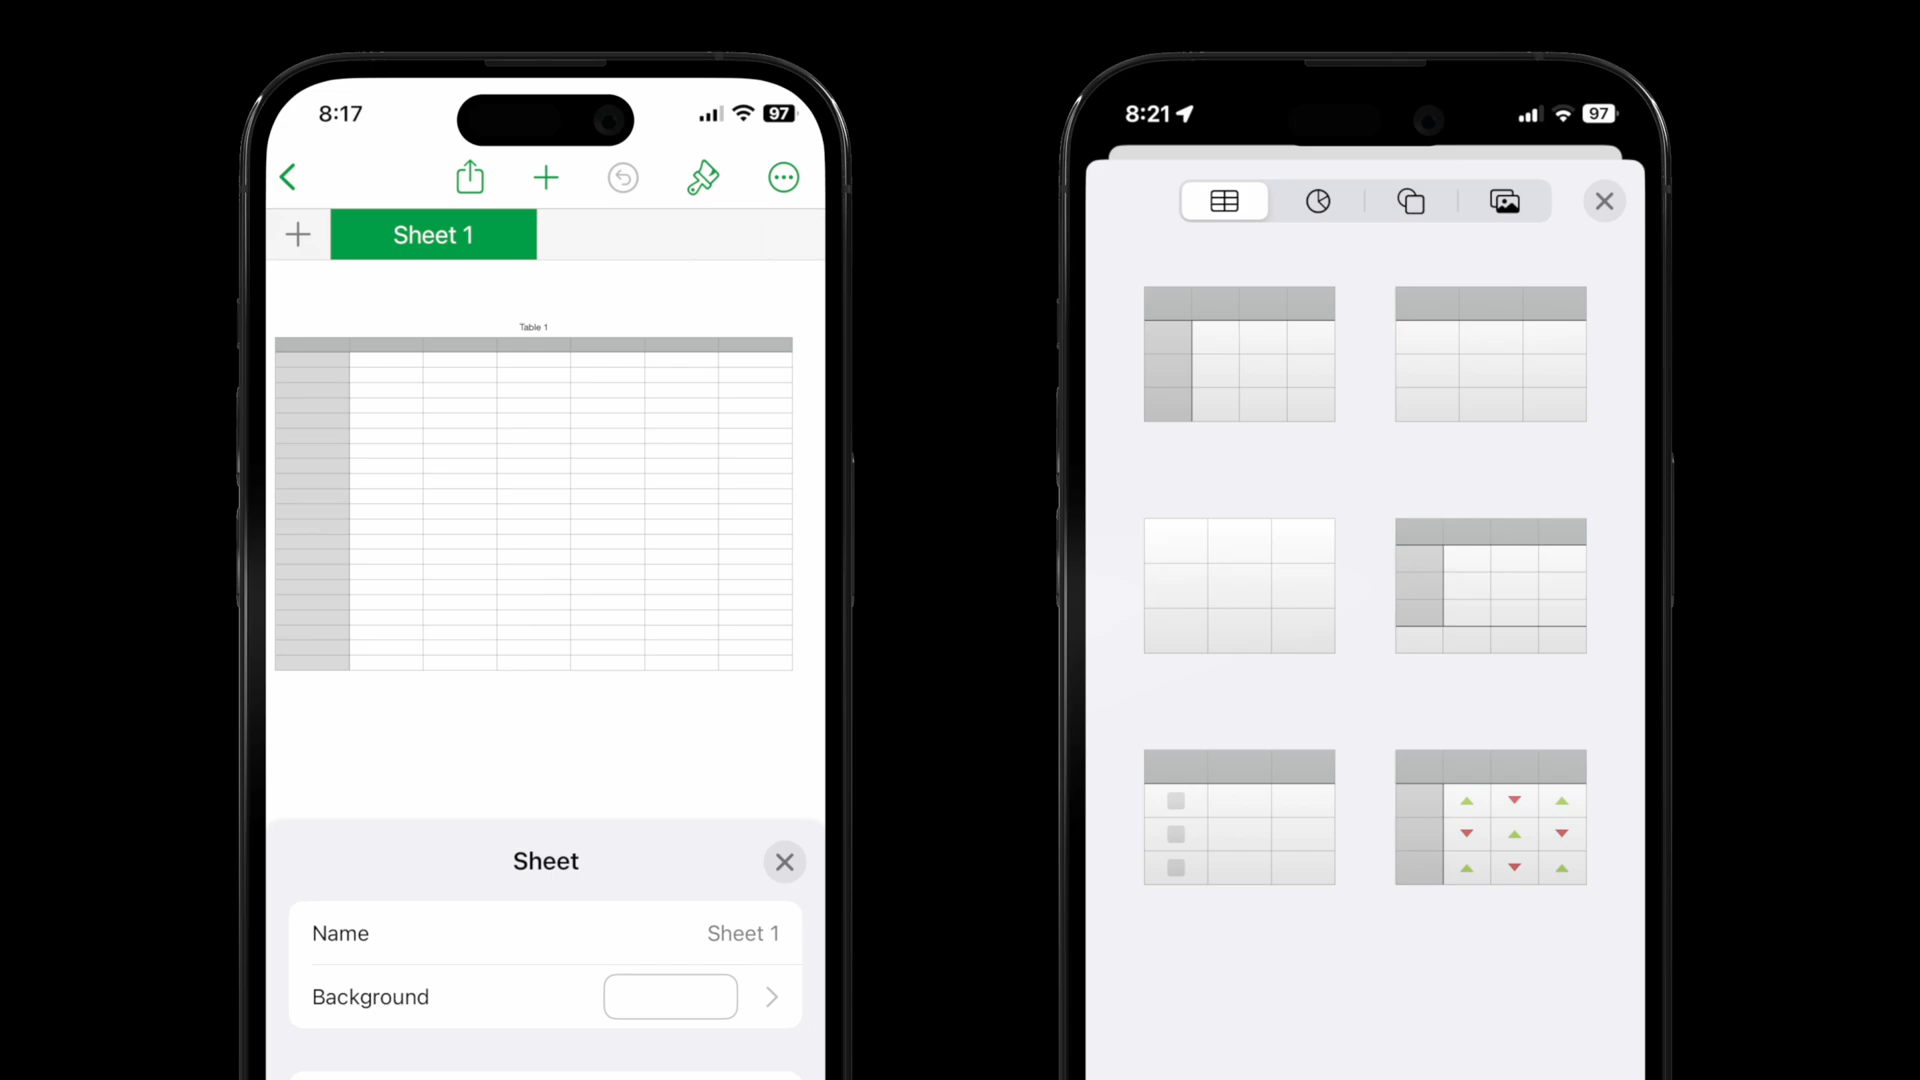 8:17
97
Sheet 1
Table 1
Sheet
Name
Sheet 1
Background
8:21
97